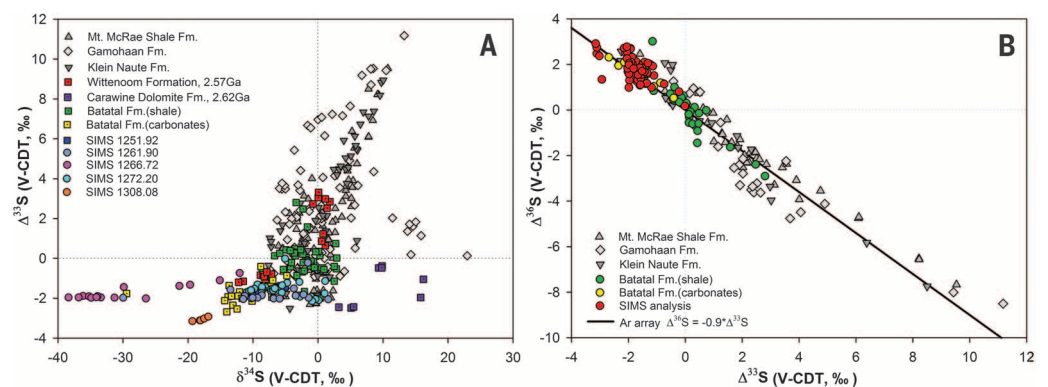 A
Mt. McRae Shale Fm.
Gamohaan Fm.
Klein Naute Fm.
Wittenoom Formation, 2.57Ga
Carawine Dolomite Fm., 2.62Ga
Batatal Fm.(shale)
Batatal Fm.(carbonates)
SIMS 1251.92
SIMS 1261.90
SIMS 1266.72
SIMS 1272.20
SIMS 1308.08
12
10
8
6
4
2
0
-2
-4
-40
-30
-20
-10
0
10
20
30
Δ³³S (V-CDT, ‰)
δ³⁴S (V-CDT, ‰)
B
4
2
0
-2
-4
-6
-8
-10
Δ³⁶S (V-CDT, ‰)
Mt. McRae Shale Fm.
Gamohaan Fm.
Klein Naute Fm.
Batatal Fm.(shale)
Batatal Fm.(carbonates)
SIMS analysis
Ar array Δ³⁶S = -0.9*Δ³³S
-4
-2
0
2
4
6
8
10
12
Δ³³S (V-CDT, ‰)